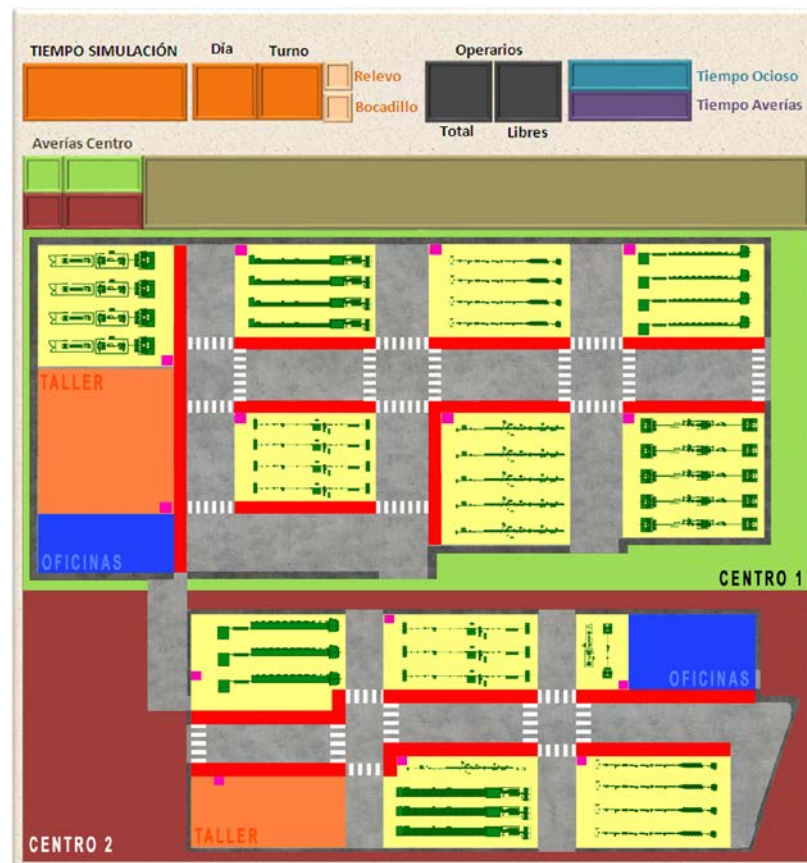 TIEMPO SIMULACIÓN Día Turno Operarios
Relevo
Bocadillo
Tiempo Ocioso
Tiempo Averías
Total Libres
Averías Centro
TALLER
OFICINAS
CENTRO 1
OFICINAS
TALLER
CENTRO 2